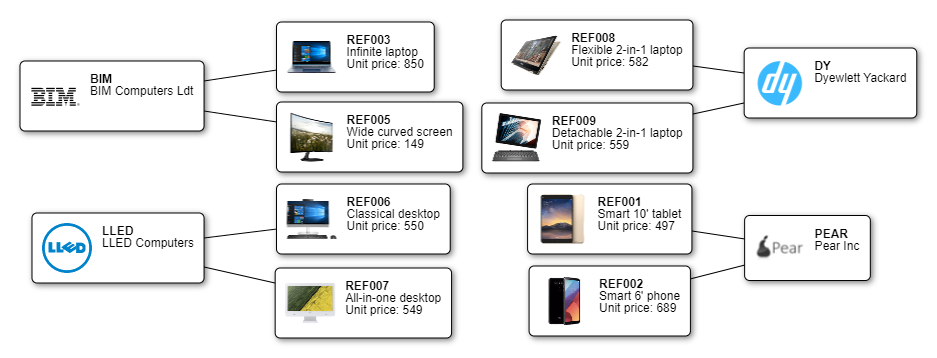 BIM
BIM
BIM Computers Ldt
REF003
Infinite laptop
Unit price: 850
REF005
Wide curved screen
Unit price: 149
LLED
LLED
LLED Computers
REF006
Classical desktop
Unit price: 550
REF007
All-in-one desktop
Unit price: 549
REF008
Flexible 2-in-1 laptop
Unit price: 582
REF009
Detachable 2-in-1 laptop
Unit price: 559
dy
DY
Dyewlett Yackard
REF001
Smart 10' tablet
Unit price: 497
REF002
Smart 6' phone
Unit price: 689
Pear
PEAR
Pear Inc